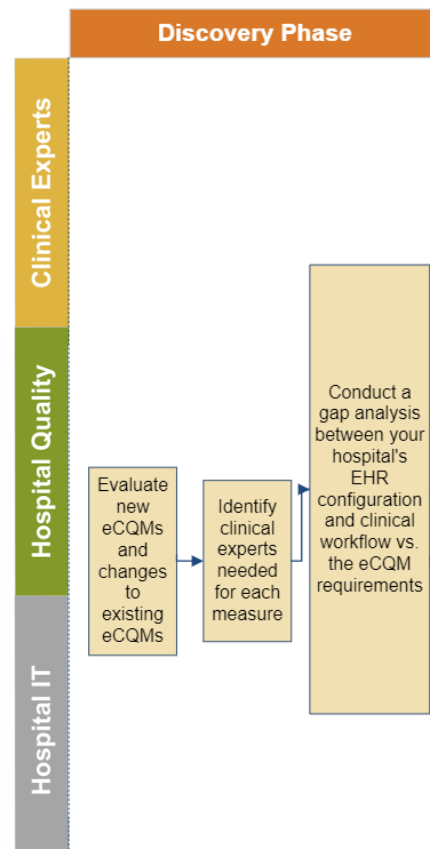 Discovery Phase
Clinical Experts
Hospital Quality
Hospital IT
Evaluate
new
eCQMs
and
changes
to
existing
eCQMs
Identify
clinical
experts
needed
for each
measure
Conduct a
gap analysis
between your
hospital's
EHR
configuration
and clinical
workflow vs.
the eCQM
requirements